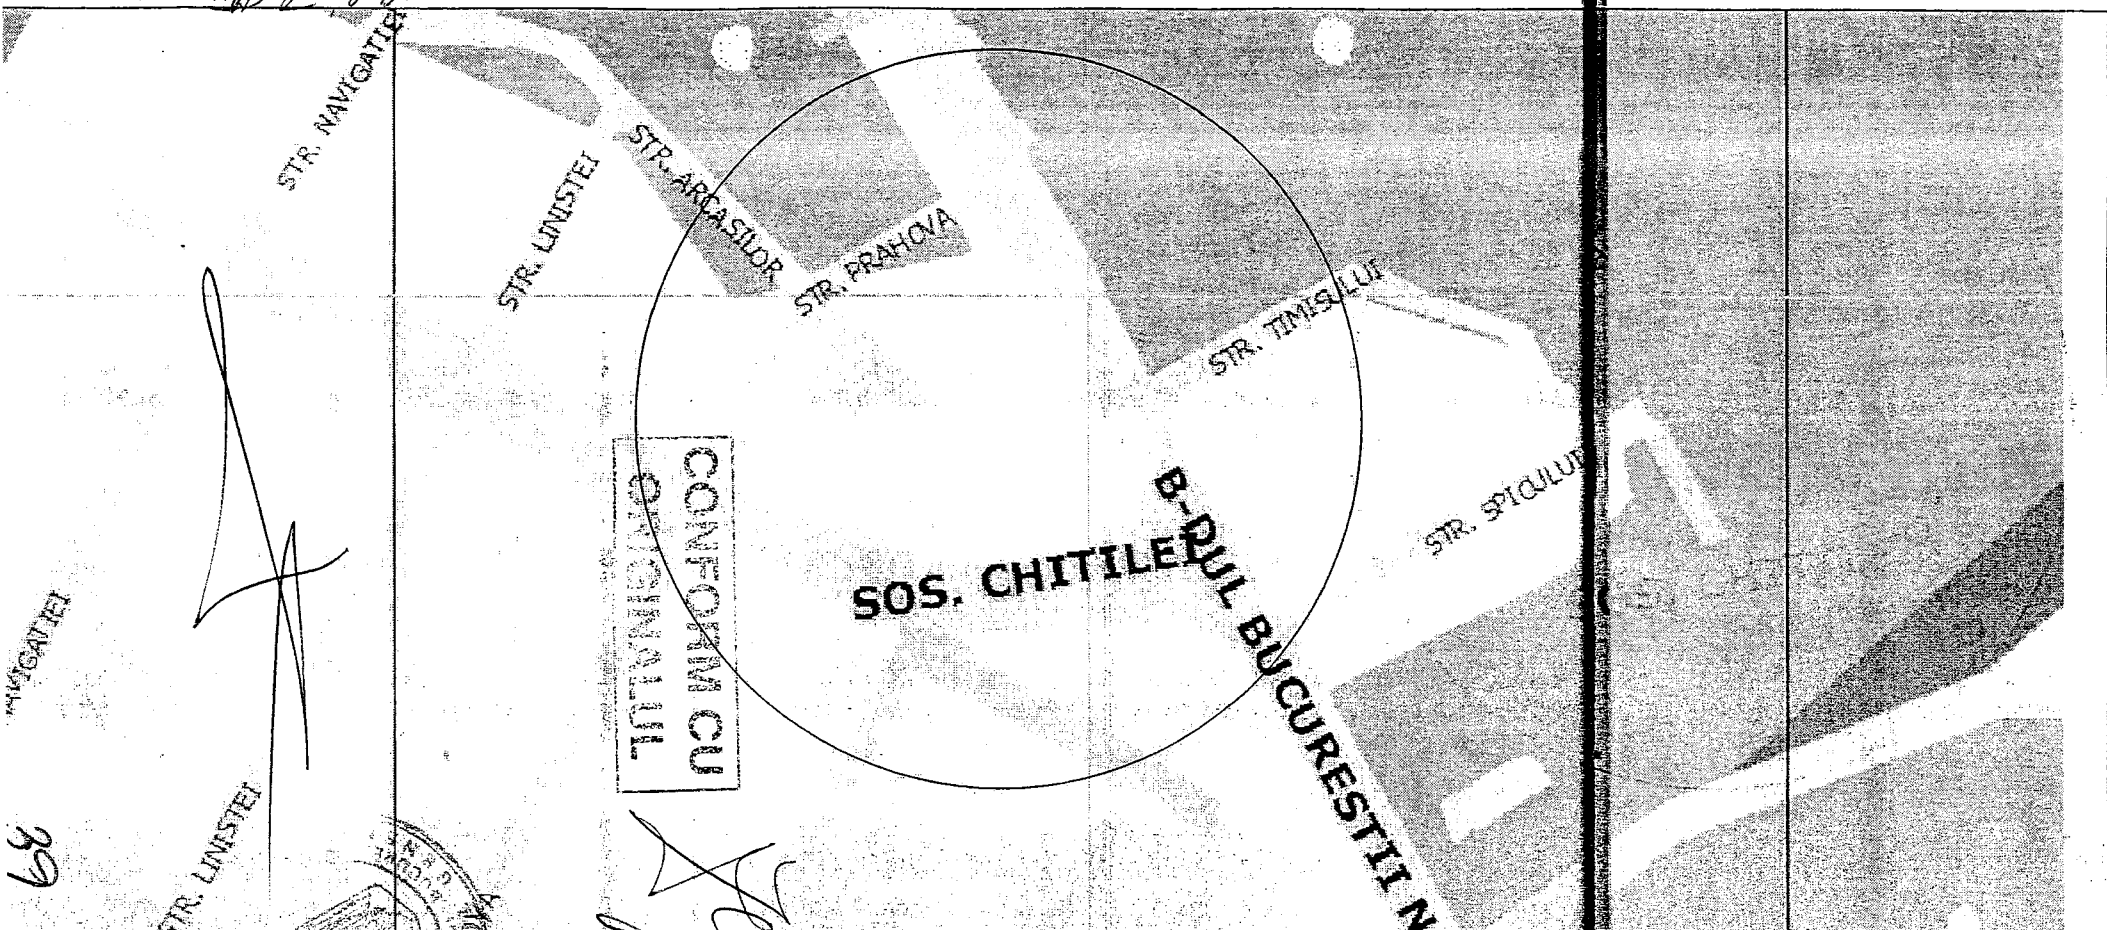 STR. NAVIGATIEI
STR. LINISTEI
STR. ARCASILOR
STR. PRAHOVA
STR. TIMISULUI
STR. SPICULUI
CONFORM CU
ORIGINALUL
SOS. CHITILEI
B-DUL BUCURESTII N
STR. LINISTEI
39